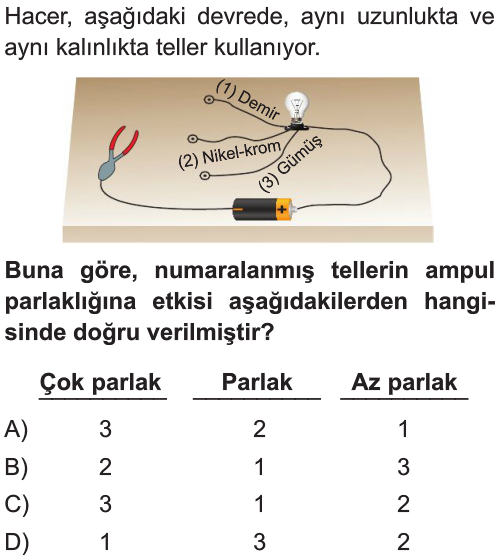 Hacer, aşağıdaki devrede, aynı uzunlukta ve
aynı kalınlıkta teller kullanıyor.
(1) Demir
(2) Nikel-krom
(3) Gümüş
- +
Buna göre, numaralanmış tellerin ampul
parlaklığına etkisi aşağıdakilerden hangi-
sinde doğru verilmiştir?
Çok parlak Parlak Az parlak
A) 3 2 1
B) 2 1 3
C) 3 1 2
D) 1 3 2